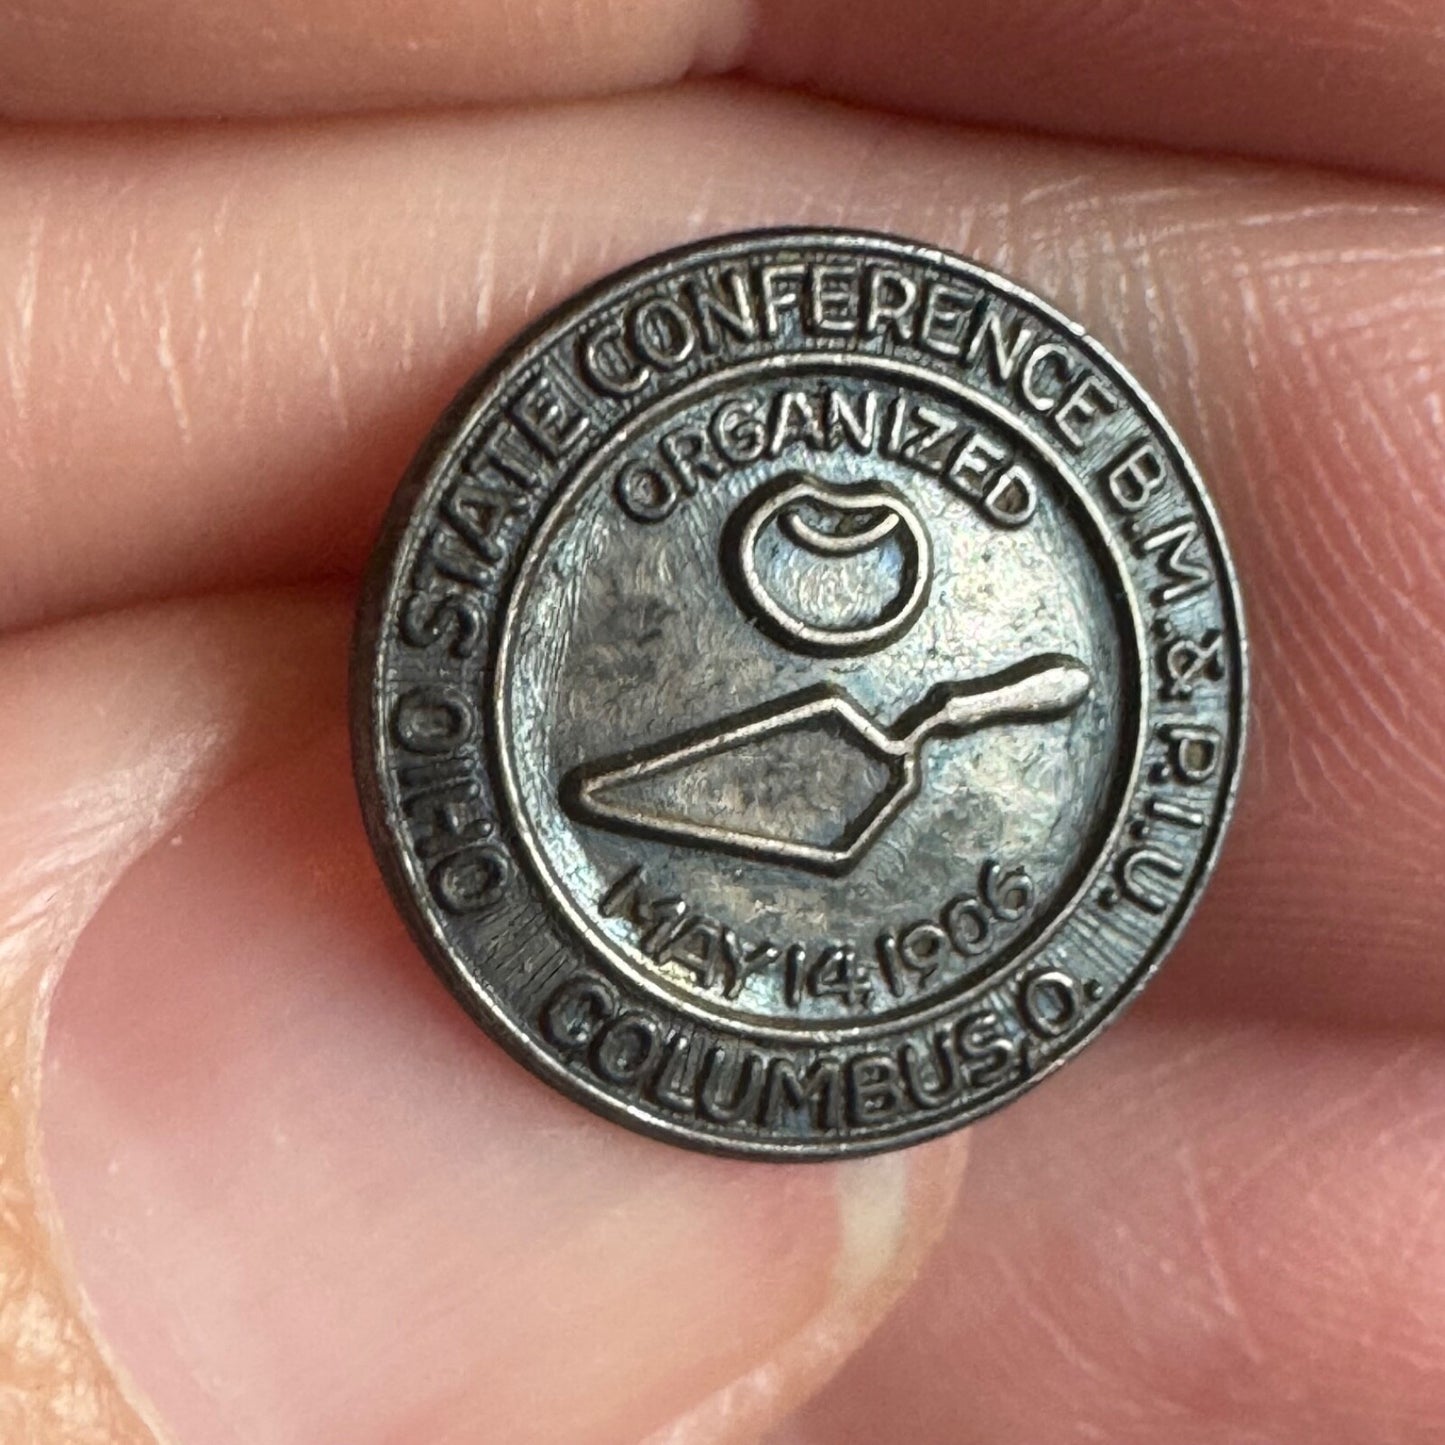 OHIO STATE CONFERENCE B.M. & P.I.U.
ORGANIZED
MAY 14, 1906
COLUMBUS, O.